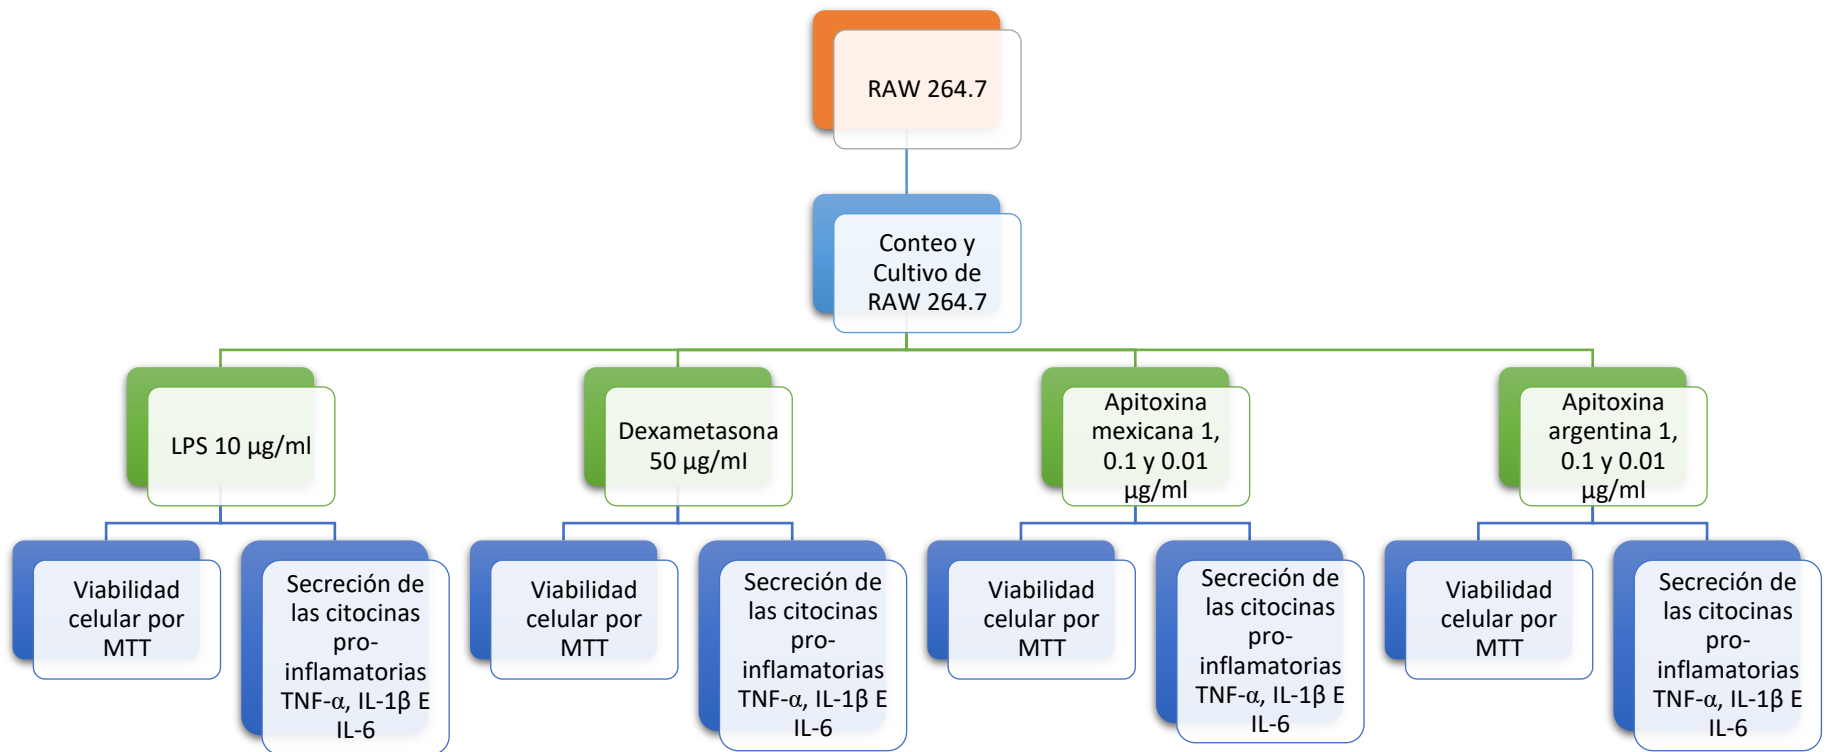 RAW 264.7
Conteo y
Cultivo de
RAW 264.7
LPS 10 µg/ml
Dexametasona
50 µg/ml
Apitoxina
mexicana 1,
0.1 y 0.01
µg/ml
Apitoxina
argentina 1,
0.1 y 0.01
µg/ml
Viabilidad
celular por
MTT
Secreción de
las citocinas
pro-
inflamatorias
TNF-α, IL-1β E
IL-6
Viabilidad
celular por
MTT
Secreción de
las citocinas
pro-
inflamatorias
TNF-α, IL-1β E
IL-6
Viabilidad
celular por
MTT
Secreción de
las citocinas
pro-
inflamatorias
TNF-α, IL-1β E
IL-6
Viabilidad
celular por
MTT
Secreción de
las citocinas
pro-
inflamatorias
TNF-α, IL-1β E
IL-6